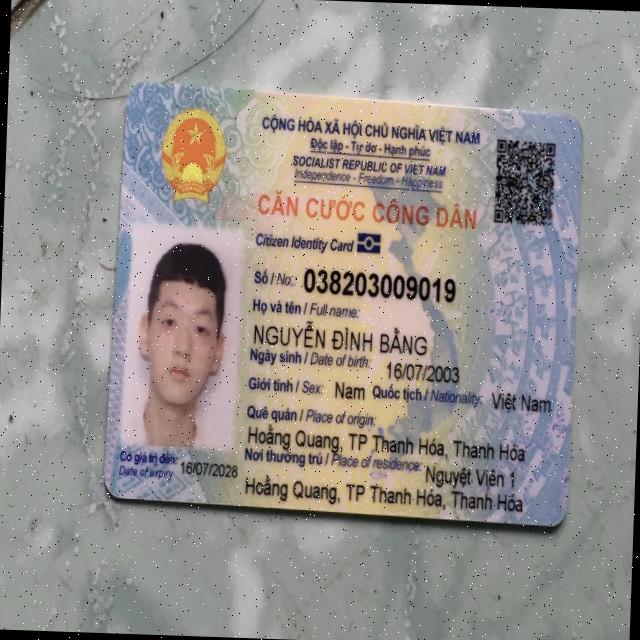 CỘNG HÒA XÃ HỘI CHỦ NGHĨA VIỆT NAM
Độc lập - Tự do - Hạnh phúc
SOCIALIST REPUBLIC OF VIET NAM
Independence - Freedom - Happiness
CĂN CƯỚC CÔNG DÂN
Citizen Identity Card
Số / No.: 038203009019
Họ và tên / Full name:
NGUYỄN ĐÌNH BẰNG
Ngày sinh / Date of birth: 16/07/2003
Giới tính / Sex: Nam Quốc tịch / Nationality: Việt Nam
Quê quán / Place of origin:
Hoằng Quang, TP Thanh Hóa, Thanh Hóa
Nơi thường trú / Place of residence: Nguyệt Viên 1
Hoằng Quang, TP Thanh Hóa, Thanh Hóa
Có giá trị đến: 16/07/2028
Date of expiry